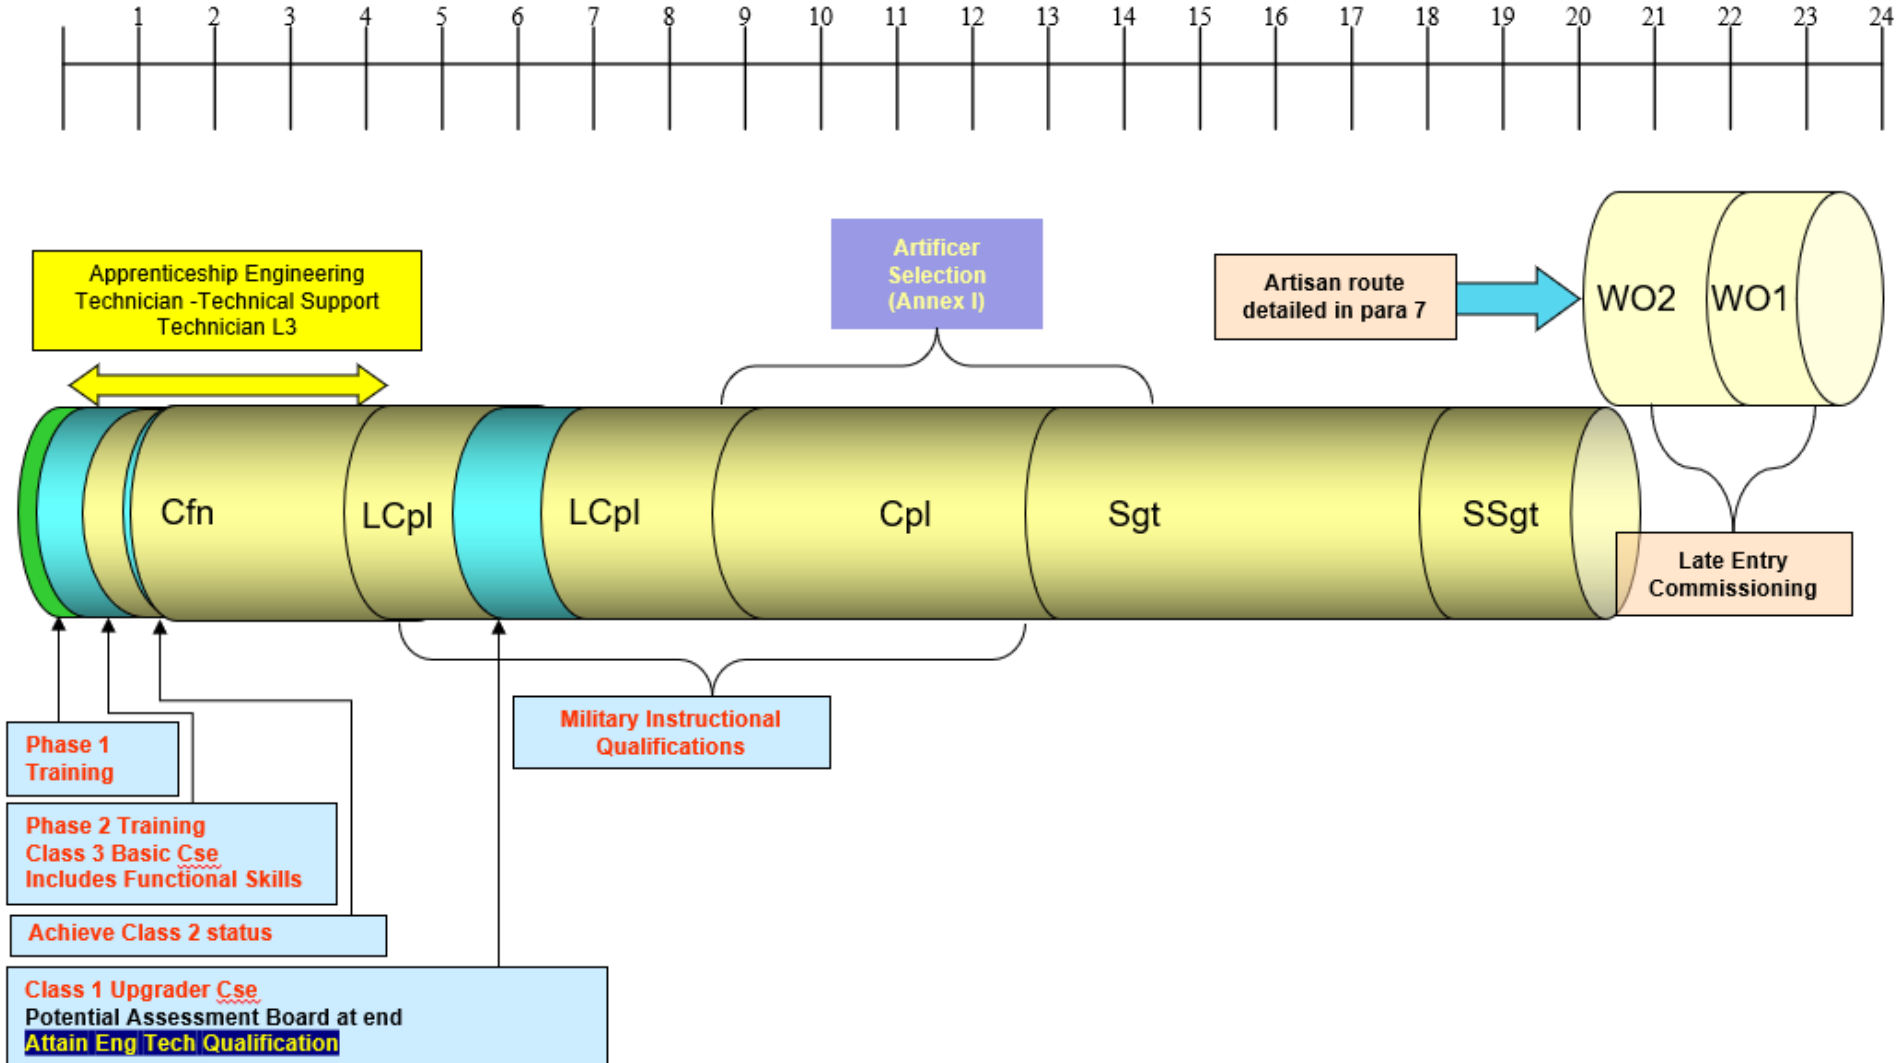 1 2 3 4 5 6 7 8 9 10 11 12 13 14 15 16 17 18 19 20 21 22 23 24
Apprenticeship Engineering
Technician -Technical Support
Technician L3
Artificer
Selection
(Annex I)
Artisan route
detailed in para 7
WO2
WO1
Cfn
LCpl
LCpl
Cpl
Sgt
SSgt
Late Entry
Commissioning
Military Instructional
Qualifications
Phase 1
Training
Phase 2 Training
Class 3 Basic Cse
Includes Functional Skills
Achieve Class 2 status
Class 1 Upgrader Cse
Potential Assessment Board at end
Attain Eng Tech Qualification